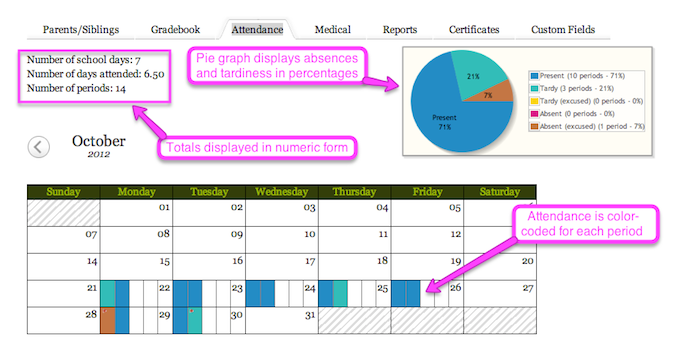 Parents/Siblings Gradebook Attendance Medical Reports Certificates Custom Fields
Number of school days: 7
Number of days attended: 6.50
Number of periods: 14
Pie graph displays absences
and tardiness in percentages
21%
7%
Present
71%
Present (10 periods - 71%)
Tardy (3 periods - 21%)
Tardy (excused) (0 periods - 0%)
Absent (0 periods - 0%)
Absent (excused) (1 period - 7%)
October
2012
Totals displayed in numeric form
Sunday Monday Tuesday Wednesday Thursday Friday Saturday
01 02 03 04 05
Attendance is color-
coded for each period
07 08 09 10 11 12
14 15 16 17 18 19 20
21 22 23 24 25 26 27
28 29 30 31